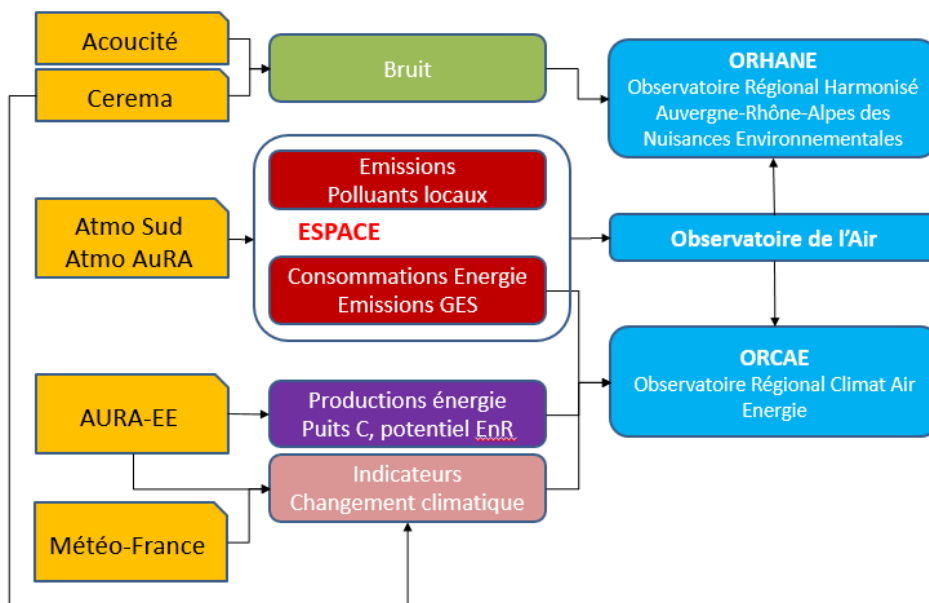 Acoucité
Cerema
Bruit
ORHANE
Observatoire Régional Harmonisé
Auvergne-Rhône-Alpes des
Nuisances Environnementales
Atmo Sud
Atmo AuRA
Emissions
Polluants locaux
ESPACE
Consommations Energie
Emissions GES
Observatoire de l'Air
ORCAE
Observatoire Régional Climat Air
Energie
AURA-EE
Productions énergie
Puits C, potentiel EnR
Indicateurs
Changement climatique
Météo-France